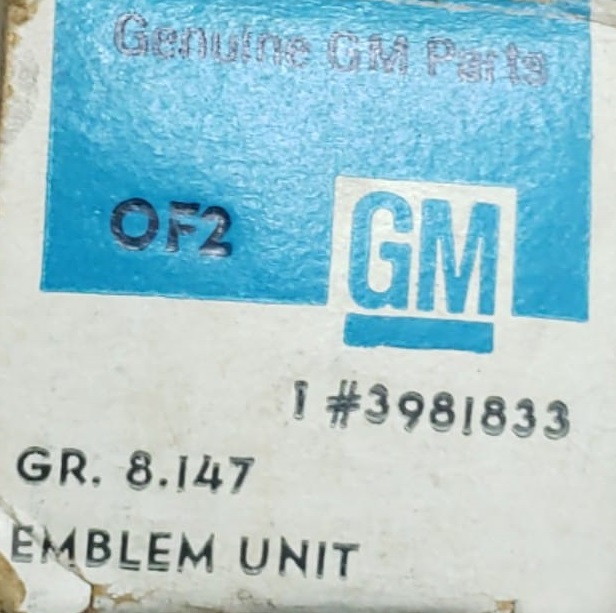 Genuine GM Parts
OF2
GM
1 #3981833
GR. 8.147
EMBLEM UNIT